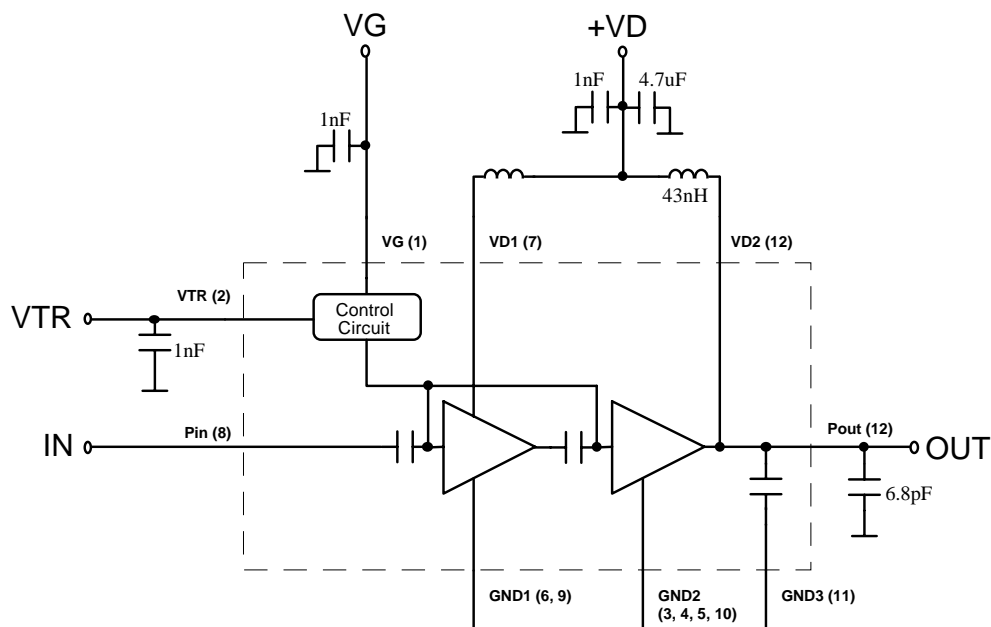 VG
+VD
1nF
4.7uF
1nF
43nH
VG (1)
VD1 (7)
VD2 (12)
VTR
VTR (2)
Control
Circuit
1nF
IN
Pin (8)
Pout (12)
OUT
6.8pF
GND1 (6, 9)
GND2
(3, 4, 5, 10)
GND3 (11)